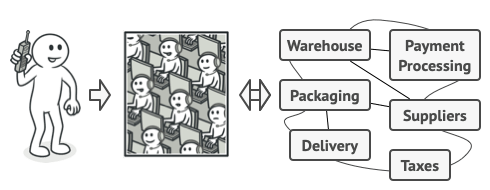 Warehouse
Payment
Processing
Packaging
Suppliers
Delivery
Taxes